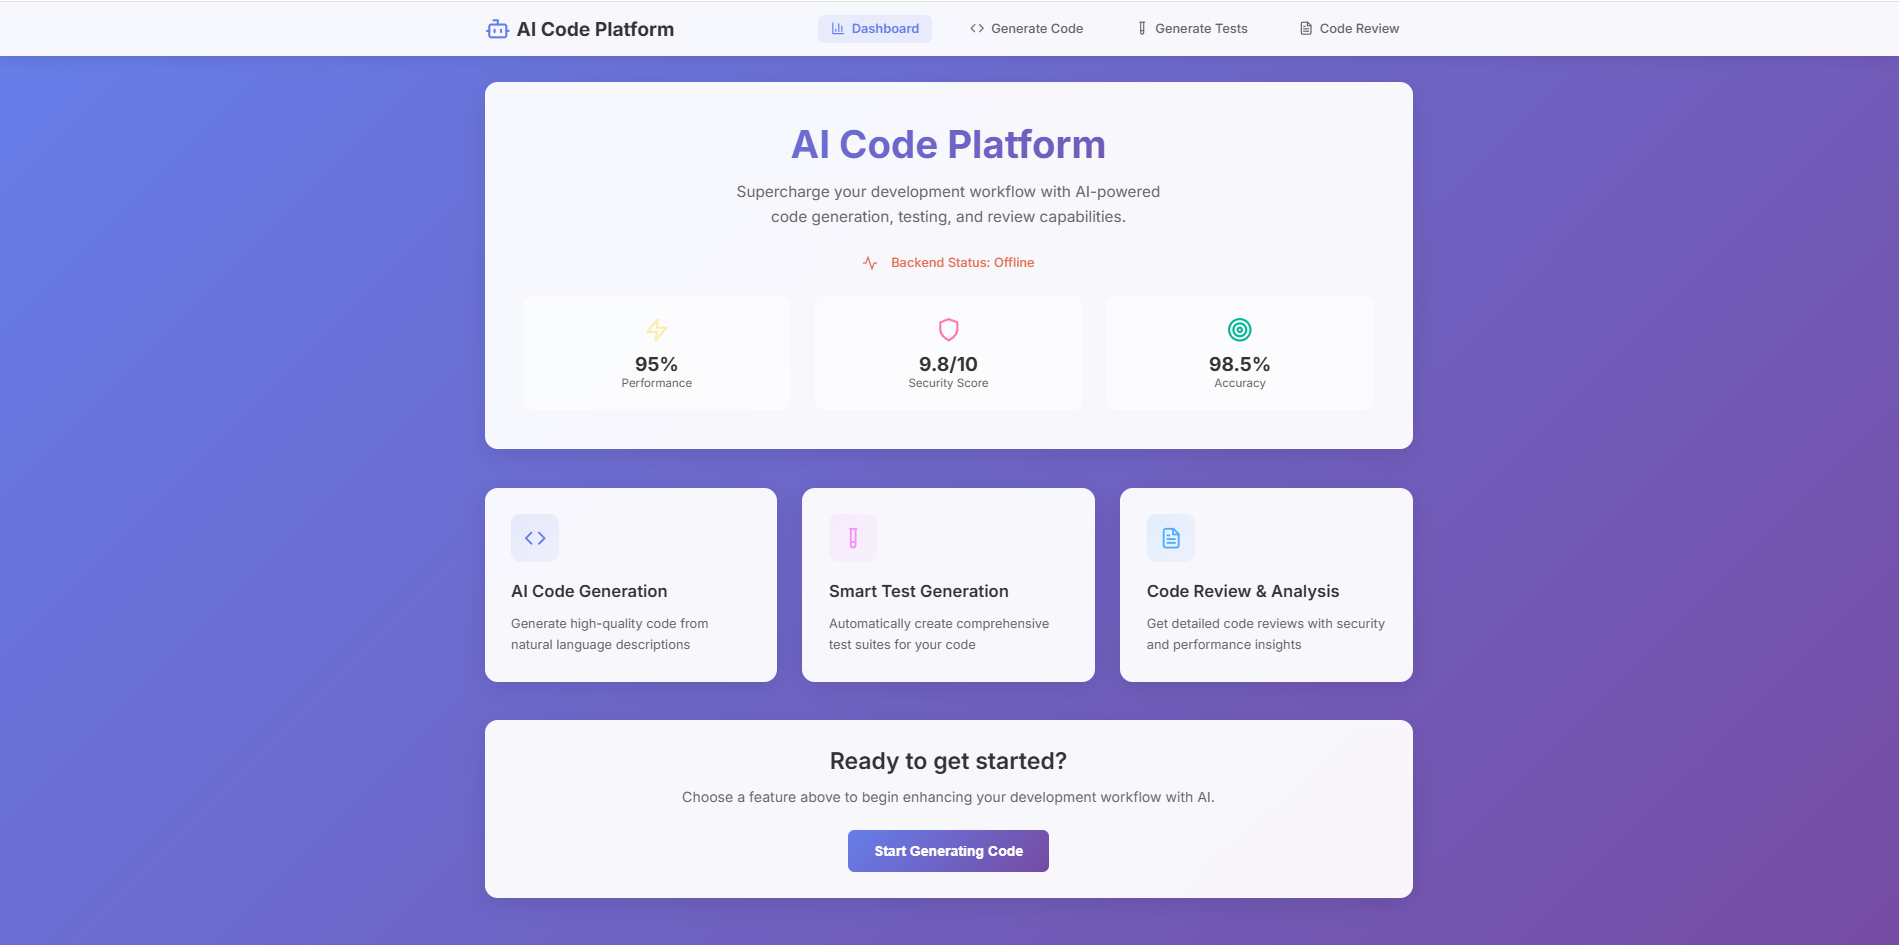 AI Code Platform
Dashboard
Generate Code
Generate Tests
Code Review
AI Code Platform
Supercharge your development workflow with AI-powered
code generation, testing, and review capabilities.
Backend Status: Offline
95%
Performance
9.8/10
Security Score
98.5%
Accuracy
AI Code Generation
Generate high-quality code from
natural language descriptions
Smart Test Generation
Automatically create comprehensive
test suites for your code
Code Review & Analysis
Get detailed code reviews with security
and performance insights
Ready to get started?
Choose a feature above to begin enhancing your development workflow with AI.
Start Generating Code